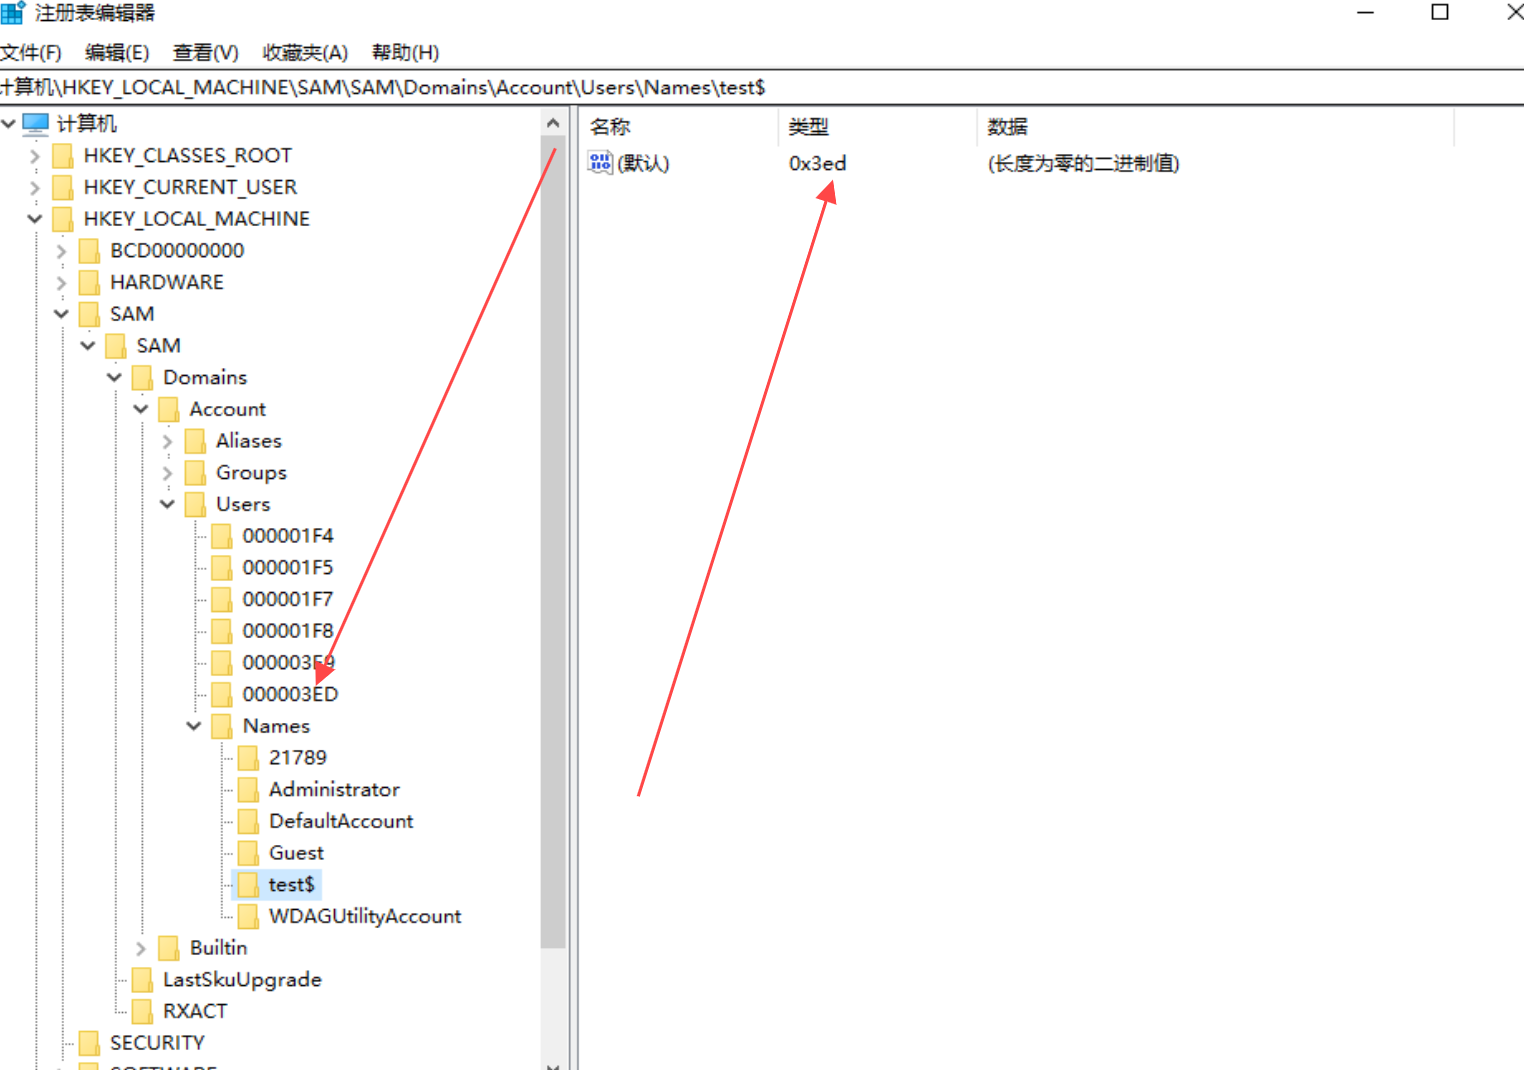 注册表编辑器
文件(F) 编辑(E) 查看(V) 收藏夹(A) 帮助(H)
计算机\HKEY_LOCAL_MACHINE\SAM\SAM\Domains\Account\Users\Names\test$
计算机
HKEY_CLASSES_ROOT
HKEY_CURRENT_USER
HKEY_LOCAL_MACHINE
BCD00000000
HARDWARE
SAM
SAM
Domains
Account
Aliases
Groups
Users
000001F4
000001F5
000001F7
000001F8
000003E9
000003ED
Names
21789
Administrator
DefaultAccount
Guest
test$
WDAGUtilityAccount
Builtin
LastSkuUpgrade
RXACT
SECURITY
SOFTWARE
名称 类型 数据
(默认) 0x3ed (长度为零的二进制值)